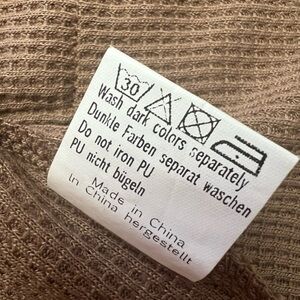 30
Wash dark colors separately
Dunkle Farben separat waschen
Do not iron PU
PU nicht bügeln
Made in China
in China hergestellt